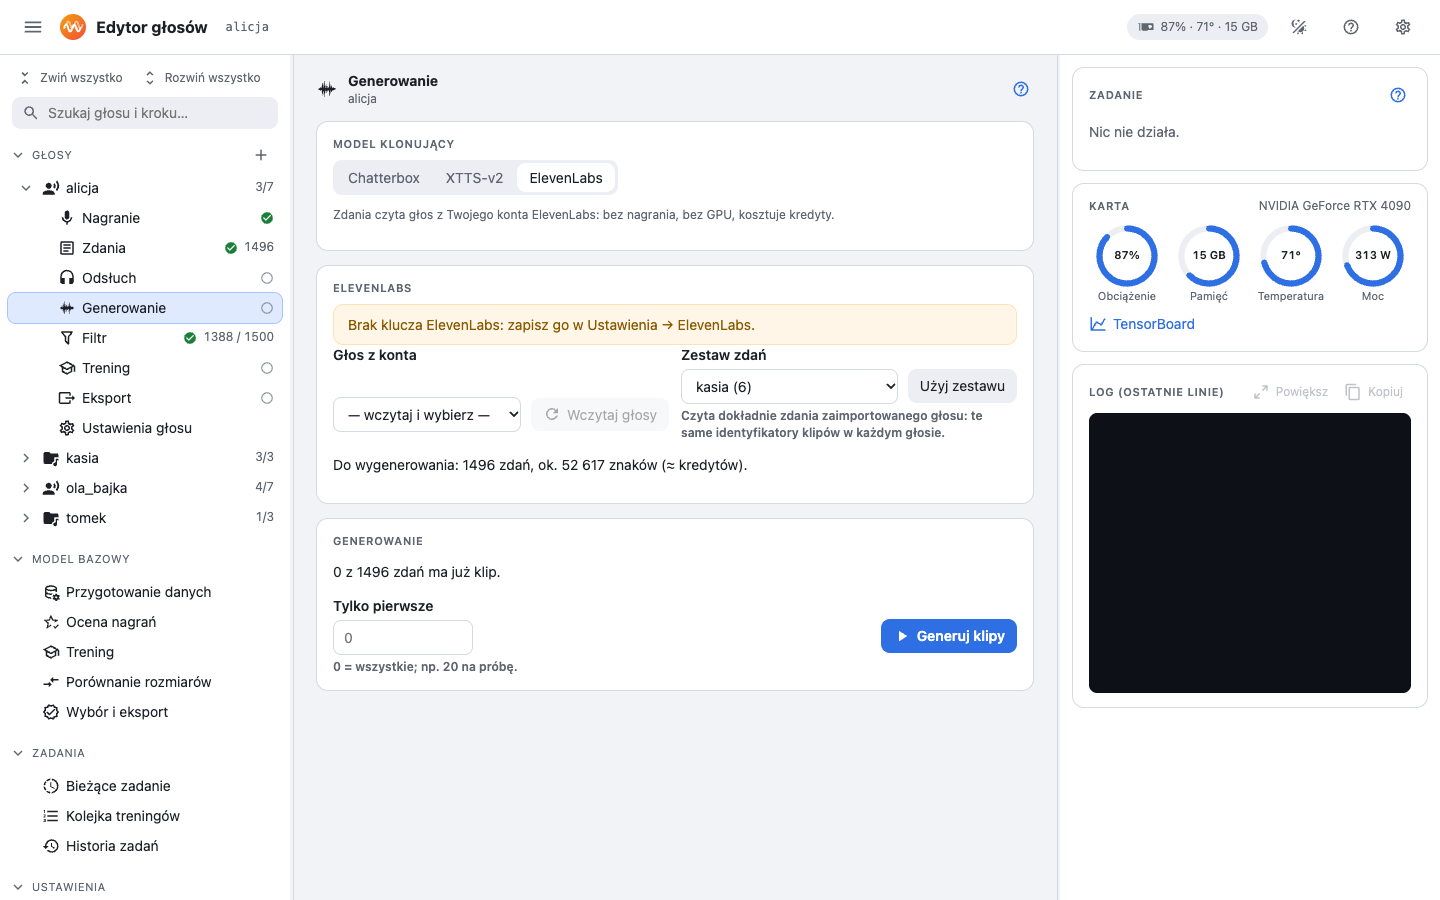 Edytor głosów
alicja
87% · 71° · 15 GB
Zwiń wszystko
Rozwiń wszystko
Szukaj głosu i kroku...
GŁOSY
alicja 3/7
Nagranie
Zdania 1496
Odsłuch
Generowanie
Filtr 1388 / 1500
Trening
Eksport
Ustawienia głosu
kasia 3/3
ola_bajka 4/7
tomek 1/3
MODEL BAZOWY
Przygotowanie danych
Ocena nagrań
Trening
Porównanie rozmiarów
Wybór i eksport
ZADANIA
Bieżące zadanie
Kolejka treningów
Historia zadań
USTAWIENIA
Generowanie
alicja
MODEL KLONUJĄCY
Chatterbox XTTS-v2 ElevenLabs
Zdania czyta głos z Twojego konta ElevenLabs: bez nagrania, bez GPU, kosztuje kredyty.
ELEVENLABS
Brak klucza ElevenLabs: zapisz go w Ustawienia → ElevenLabs.
Głos z konta
— wczytaj i wybierz —
Wczytaj głosy
Zestaw zdań
kasia (6)
Użyj zestawu
Czyta dokładnie zdania zaimportowanego głosu: te
same identyfikatory klipów w każdym głosie.
Do wygenerowania: 1496 zdań, ok. 52 617 znaków (≈ kredytów).
GENEROWANIE
0 z 1496 zdań ma już klip.
Tylko pierwsze
0
0 = wszystkie; np. 20 na próbę.
Generuj klipy
ZADANIE
Nic nie działa.
KARTA
NVIDIA GeForce RTX 4090
87% 15 GB 71° 313 W
Obciążenie Pamięć Temperatura Moc
TensorBoard
LOG (OSTATNIE LINIE)
Powiększ
Kopiuj